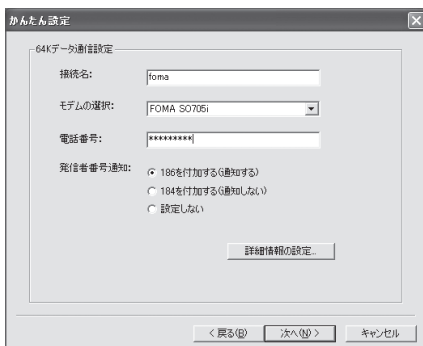 かんたん設定
64Kデータ通信設定
接続名: foma
モデムの選択: FOMA SO705i
電話番号: *********
発信者番号通知: 186を付加する(通知する)
184を付加する(通知しない)
設定しない
詳細情報の設定...
< 戻る(B) 次へ(N) > キャンセル